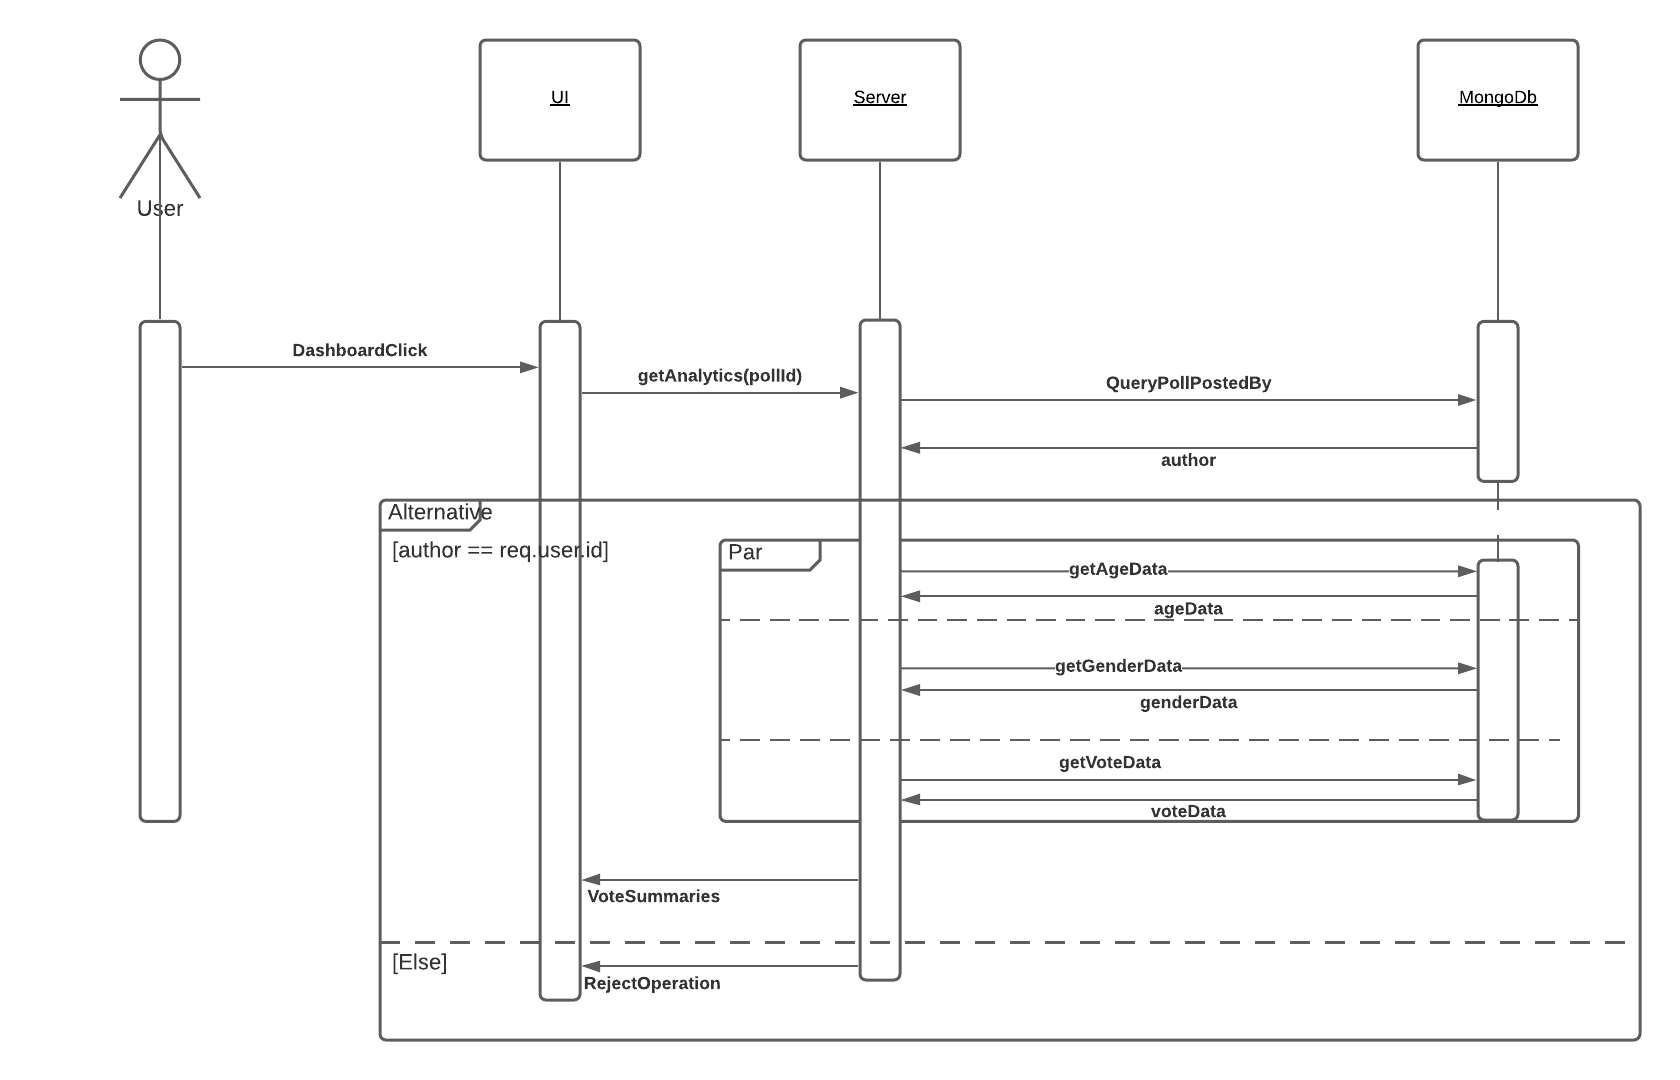 UI
Server
MongoDb
User
DashboardClick
getAnalytics(pollId)
QueryPollPostedBy
author
Alternative
[author == req.user.id]
Par
getAgeData
ageData
getGenderData
genderData
getVoteData
voteData
VoteSummaries
[Else]
RejectOperation